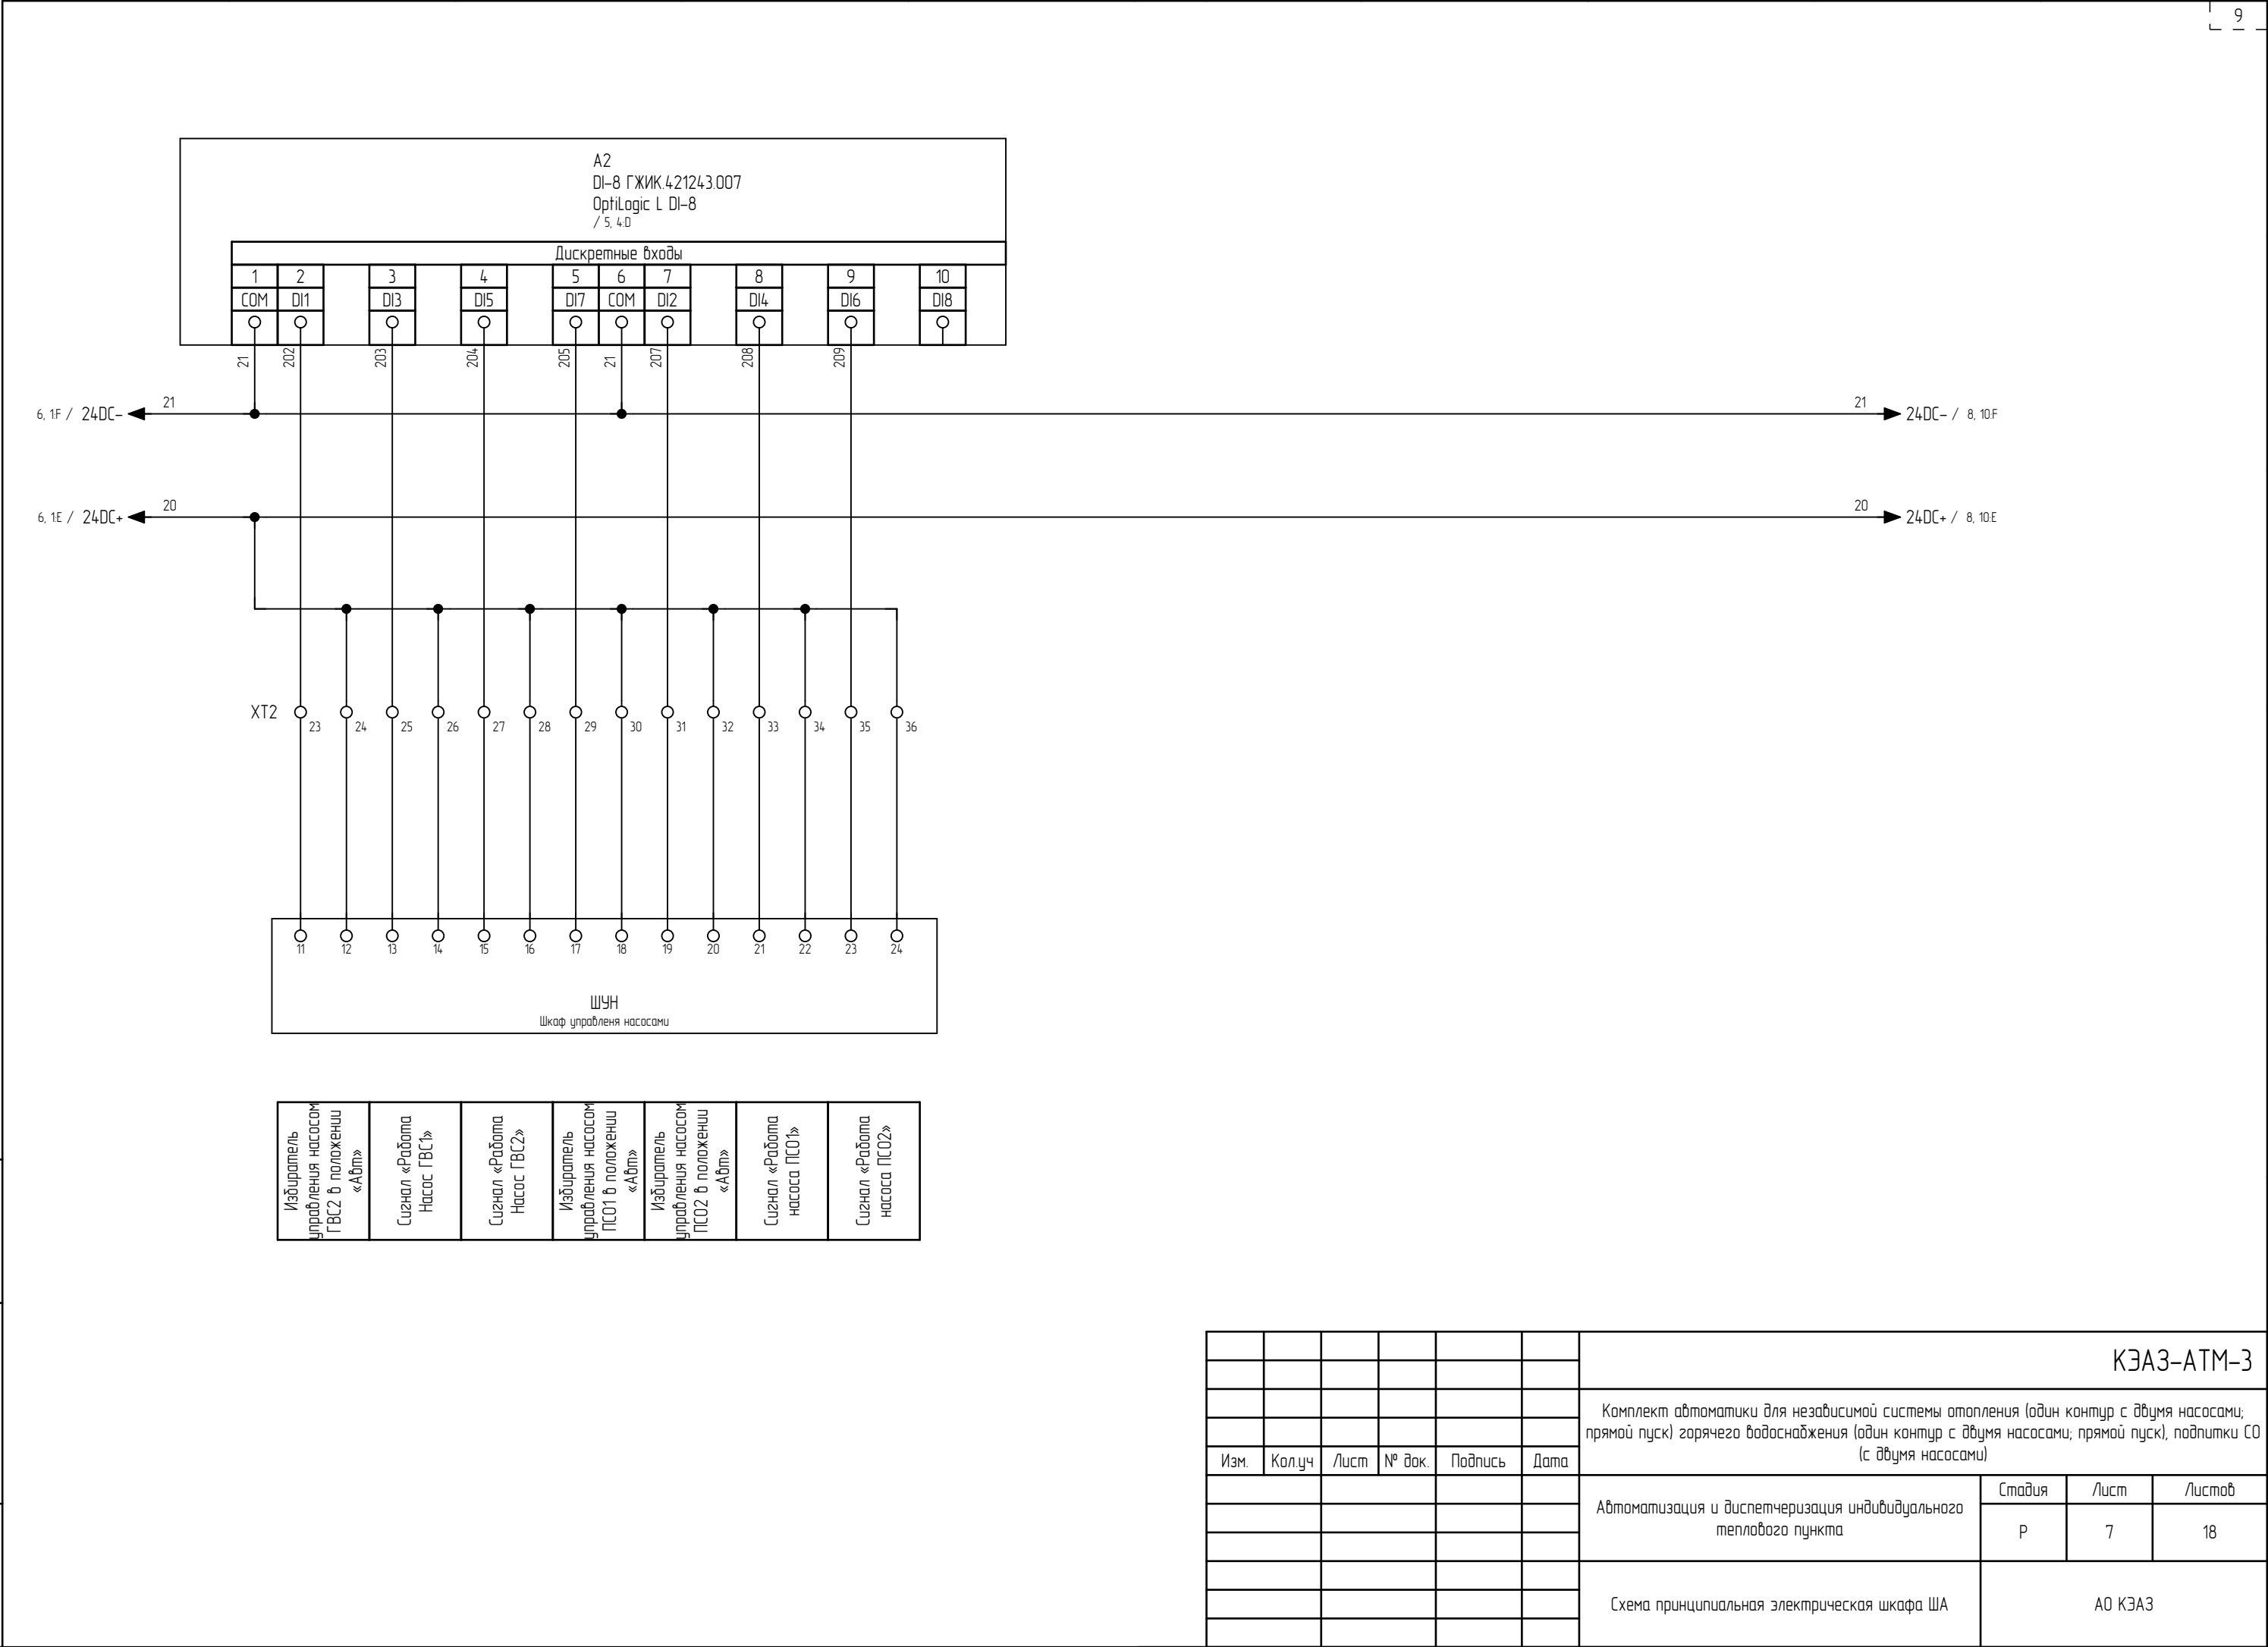 9
А2
DI-8 ГЖИК.421243.007
OptiLogic L DI-8
/ 5, 4:D
Дискретные входы
1 2 3 4 5 6 7 8 9 10
COM DI1 DI3 DI5 DI7 COM DI2 DI4 DI6 DI8
21 202 203 204 205 21 207 208 209
6, 1:F / 24DC- 21
21 24DC- / 8, 10:F
6, 1:E / 24DC+ 20
20 24DC+ / 8, 10:E
XT2 23 24 25 26 27 28 29 30 31 32 33 34 35 36
11 12 13 14 15 16 17 18 19 20 21 22 23 24
ШУН
Шкаф управленя насосами
Избиратель
управления насосом
ГВС2 в положении
«Авт»
Сигнал «Работа
Насос ГВС1»
Сигнал «Работа
Насос ГВС2»
Избиратель
управления насосом
ПСО1 в положении
«Авт»
Избиратель
управления насосом
ПСО2 в положении
«Авт»
Сигнал «Работа
насоса ПСО1»
Сигнал «Работа
насоса ПСО2»
КЭАЗ-АТМ-3
Комплект автоматики для независимой системы отопления (один контур с двумя насосами;
прямой пуск) горячего водоснабжения (один контур с двумя насосами; прямой пуск), подпитки СО
(с двумя насосами)
Изм. Кол.уч Лист № док. Подпись Дата
Автоматизация и диспетчеризация индивидуального
теплового пункта
Стадия Лист Листов
Р 7 18
Схема принципиальная электрическая шкафа ША
АО КЭАЗ